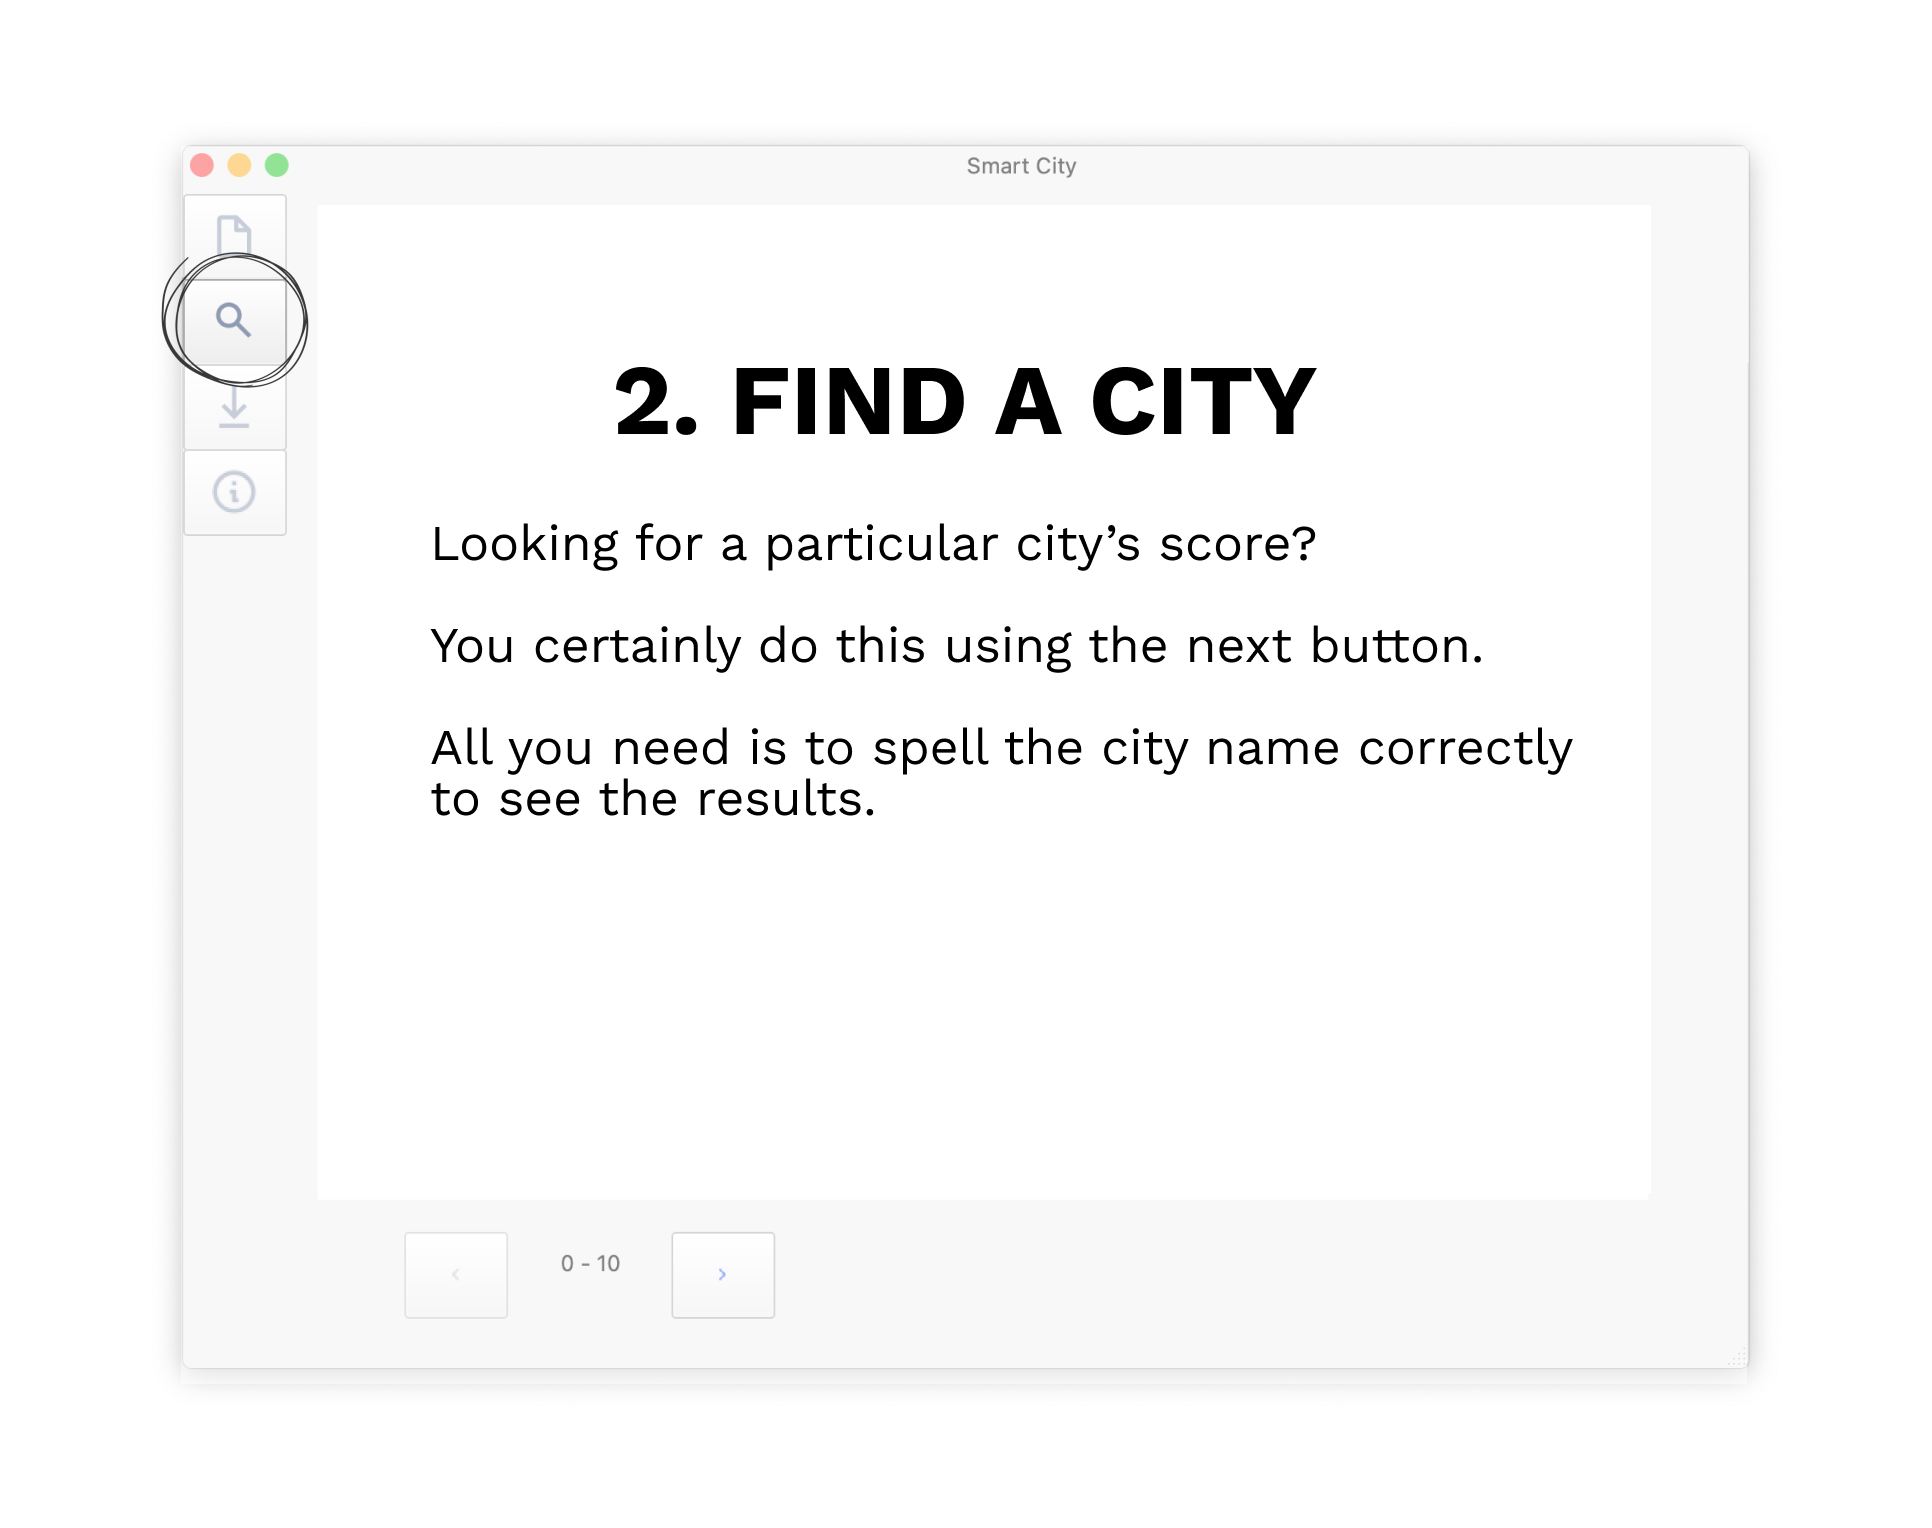 Smart City
2. FIND A CITY
Looking for a particular city’s score?
You certainly do this using the next button.
All you need is to spell the city name correctly
to see the results.
‹
0 - 10
›